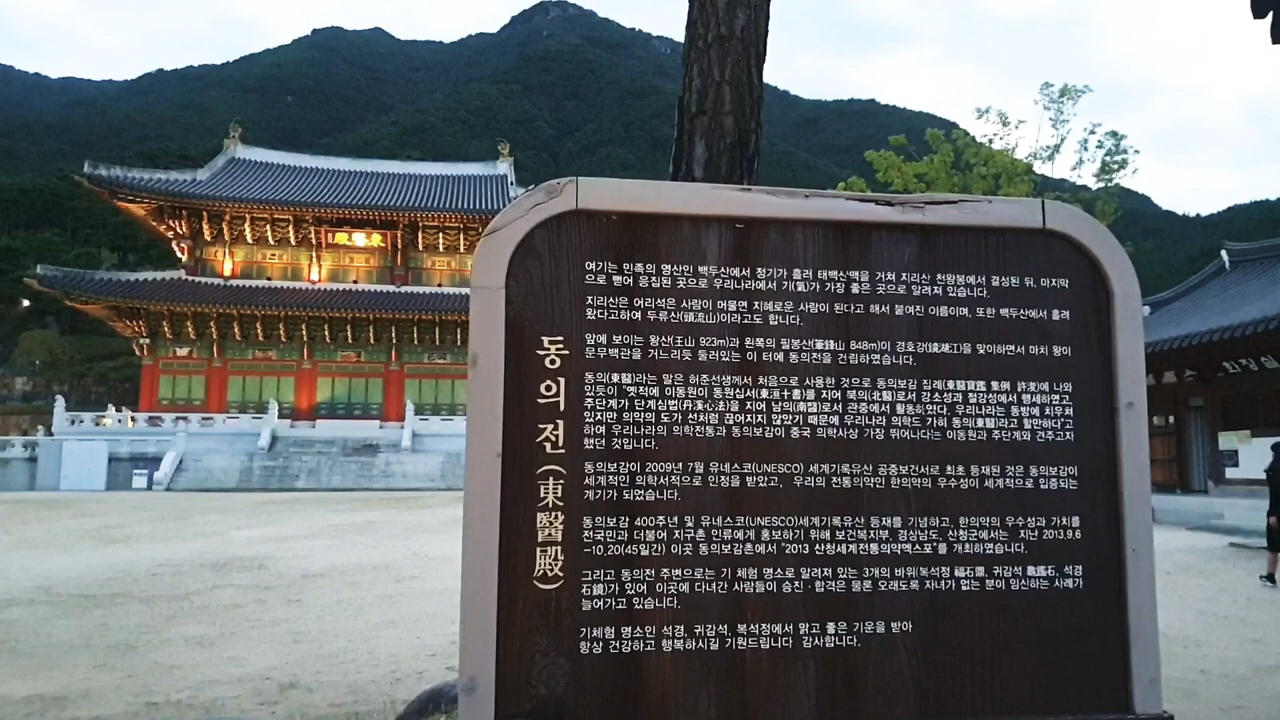 東醫殿
동의전(東醫殿)
여기는 민족의 영산인 백두산에서 정기가 흘러 태백산맥을 거쳐 지리산 천왕봉에서 결성된 뒤, 마지막
으로 뻗어 응집된 곳으로 우리나라에서 기(氣)가 가장 좋은 곳으로 알려져 있습니다.
지리산은 어리석은 사람이 머물면 지혜로운 사람이 된다고 해서 붙여진 이름이며, 또한 백두산에서 흘러
왔다고하여 두류산(頭流山)이라고도 합니다.
앞에 보이는 왕산(王山 923m)과 왼쪽의 필봉산(筆鋒山 848m)이 경호강(鏡湖江)을 맞이하면서 마치 왕이
문무백관을 거느리듯 둘러있는 이 터에 동의전을 건립하였습니다.
동의(東醫)라는 말은 허준선생께서 처음으로 사용한 것으로 동의보감 집례(東醫寶鑑 集例 許浚)에 나와
있듯이 "옛적에 이동원이 동원십서(東洹十書)를 지어 북의(北醫)로서 강소성과 절강성에서 행세하였고,
주단계가 단계심법(丹溪心法)을 지어 남의(南醫)로서 관중에서 활동하였다. 우리나라는 동방에 치우쳐
있지만 의약의 도가 선처럼 끊어지지 않았기 때문에 우리나라 의학도 가히 동의(東醫)라고 할만하다"고
하여 우리나라의 의학전통과 동의보감이 중국 의학사상 가장 뛰어나다는 이동원과 주단계와 견주고자
했던 것입니다.
동의보감이 2009년 7월 유네스코(UNESCO) 세계기록유산 공중보건서로 최초 등재된 것은 동의보감이
세계적인 의학서적으로 인정을 받았고, 우리의 전통의약인 한의약의 우수성이 세계적으로 입증되는
계기가 되었습니다.
동의보감 400주년 및 유네스코(UNESCO)세계기록유산 등재를 기념하고, 한의약의 우수성과 가치를
전국민과 더불어 지구촌 인류에게 홍보하기 위해 보건복지부, 경상남도, 산청군에서는 지난 2013.9.6
-10.20(45일간) 이곳 동의보감촌에서 "2013 산청세계전통의약엑스포"를 개최하였습니다.
그리고 동의전 주변으로는 기 체험 명소로 알려져 있는 3개의 바위(복석정 福石鼎, 귀감석 龜鑑石, 석경
石鏡)가 있어 이곳에 다녀간 사람들이 승진·합격은 물론 오래도록 자녀가 없는 분이 임신하는 사례가
늘어가고 있습니다.
기체험 명소인 석경, 귀감석, 복석정에서 맑고 좋은 기운을 받아
항상 건강하고 행복하시길 기원드립니다 감사합니다.
화장실